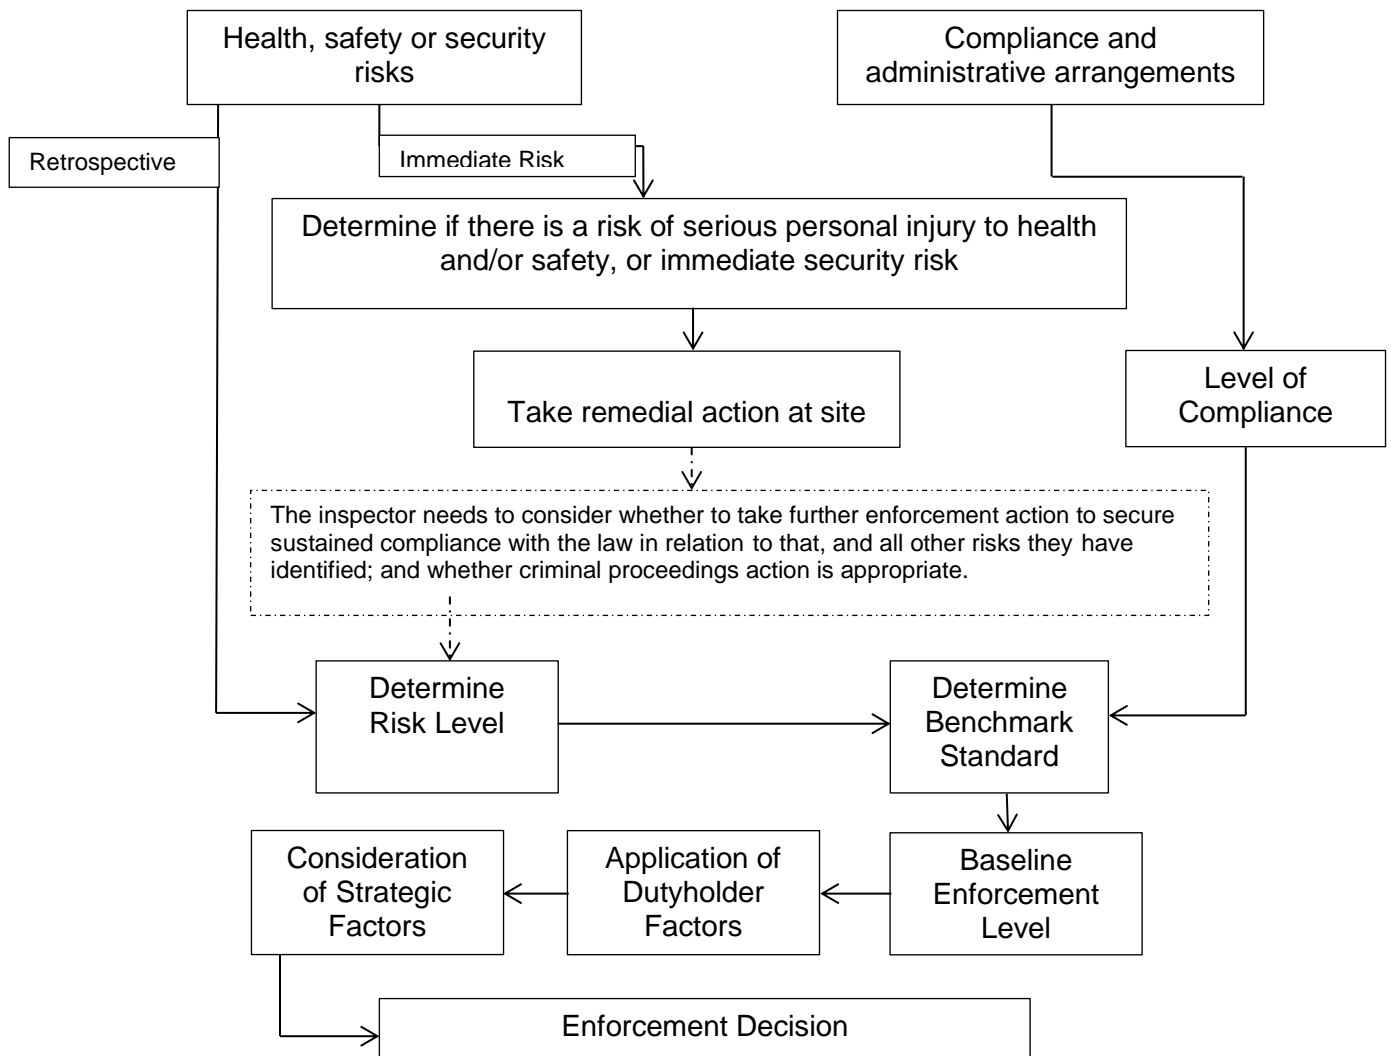 Health, safety or security
risks
Compliance and
administrative arrangements
Retrospective
Immediate Risk
Determine if there is a risk of serious personal injury to health
and/or safety, or immediate security risk
Take remedial action at site
Level of
Compliance
The inspector needs to consider whether to take further enforcement action to secure
sustained compliance with the law in relation to that, and all other risks they have
identified; and whether criminal proceedings action is appropriate.
Determine
Risk Level
Determine
Benchmark
Standard
Consideration
of Strategic
Factors
Application of
Dutyholder
Factors
Baseline
Enforcement
Level
Enforcement Decision